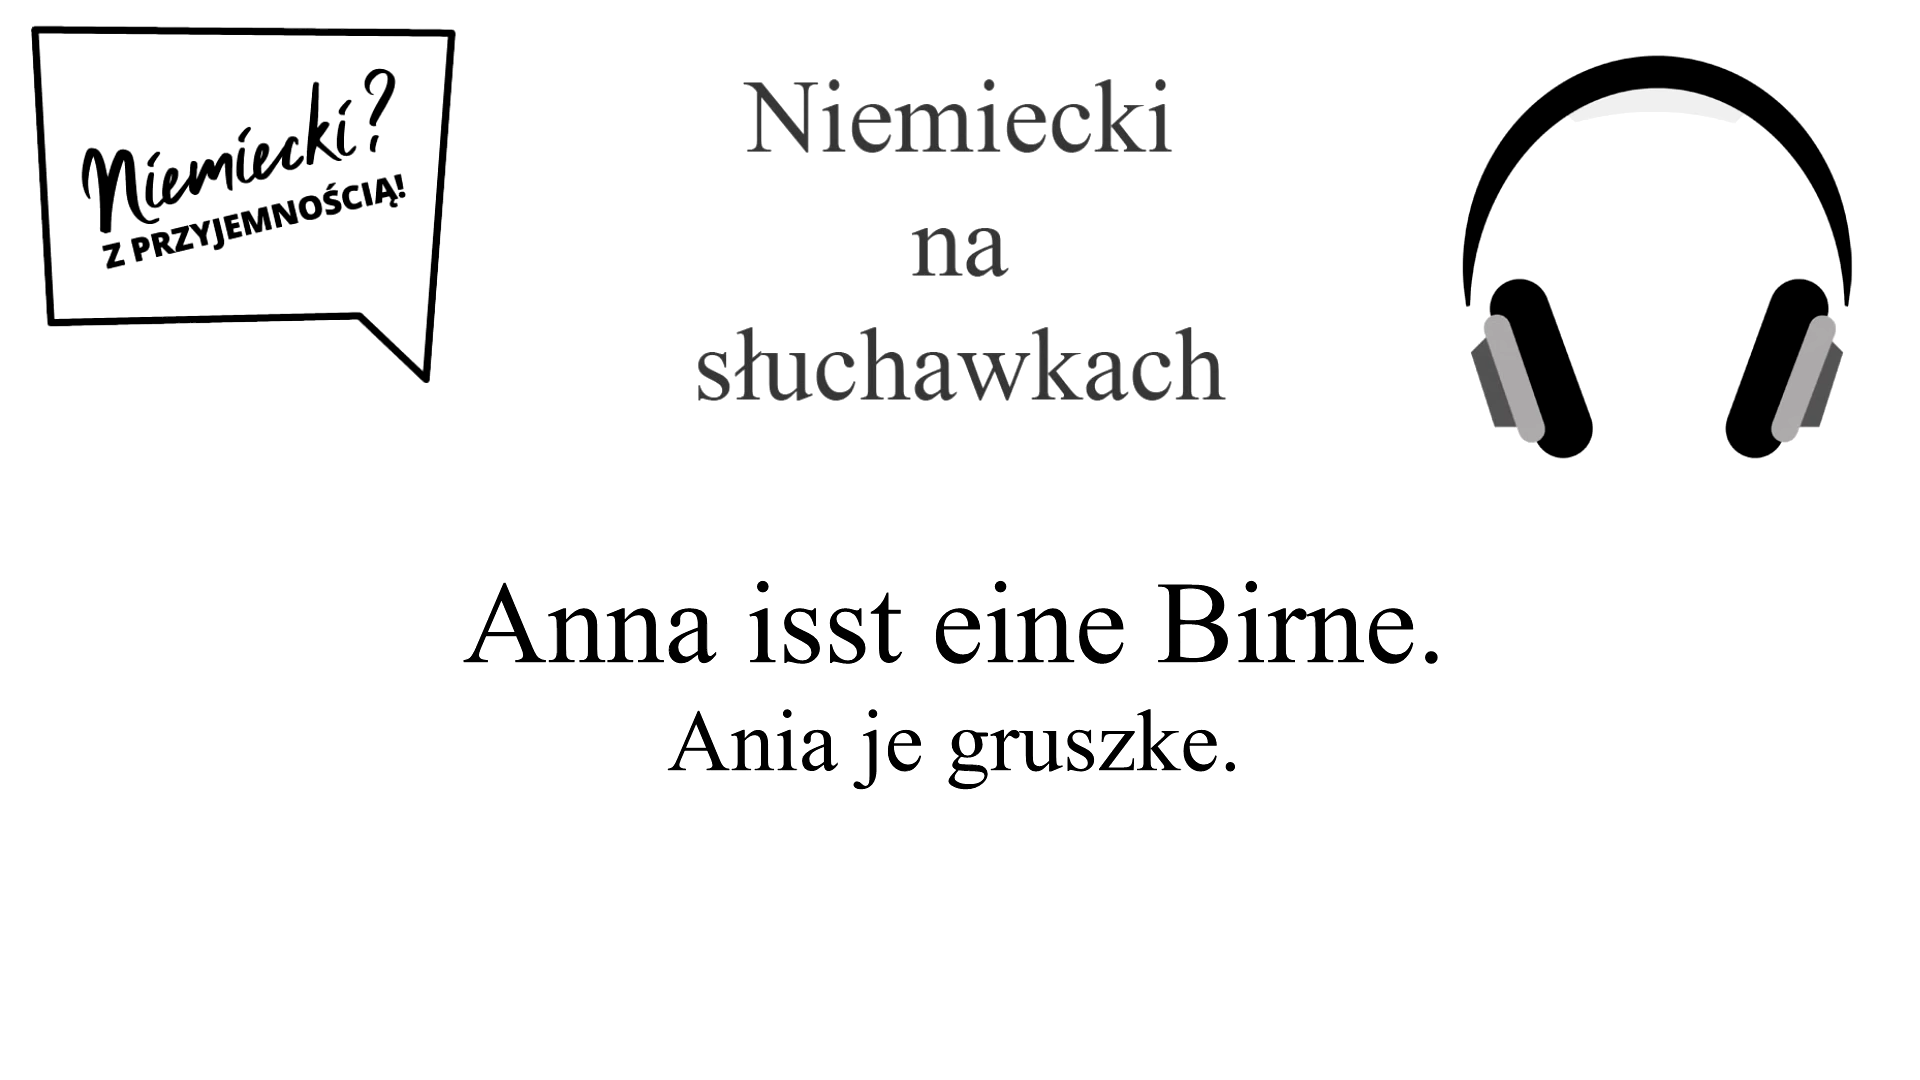 Niemiecki?
Z PRZYJEMNOŚCIĄ!
Niemiecki
na
słuchawkach
Anna isst eine Birne.
Ania je gruszke.